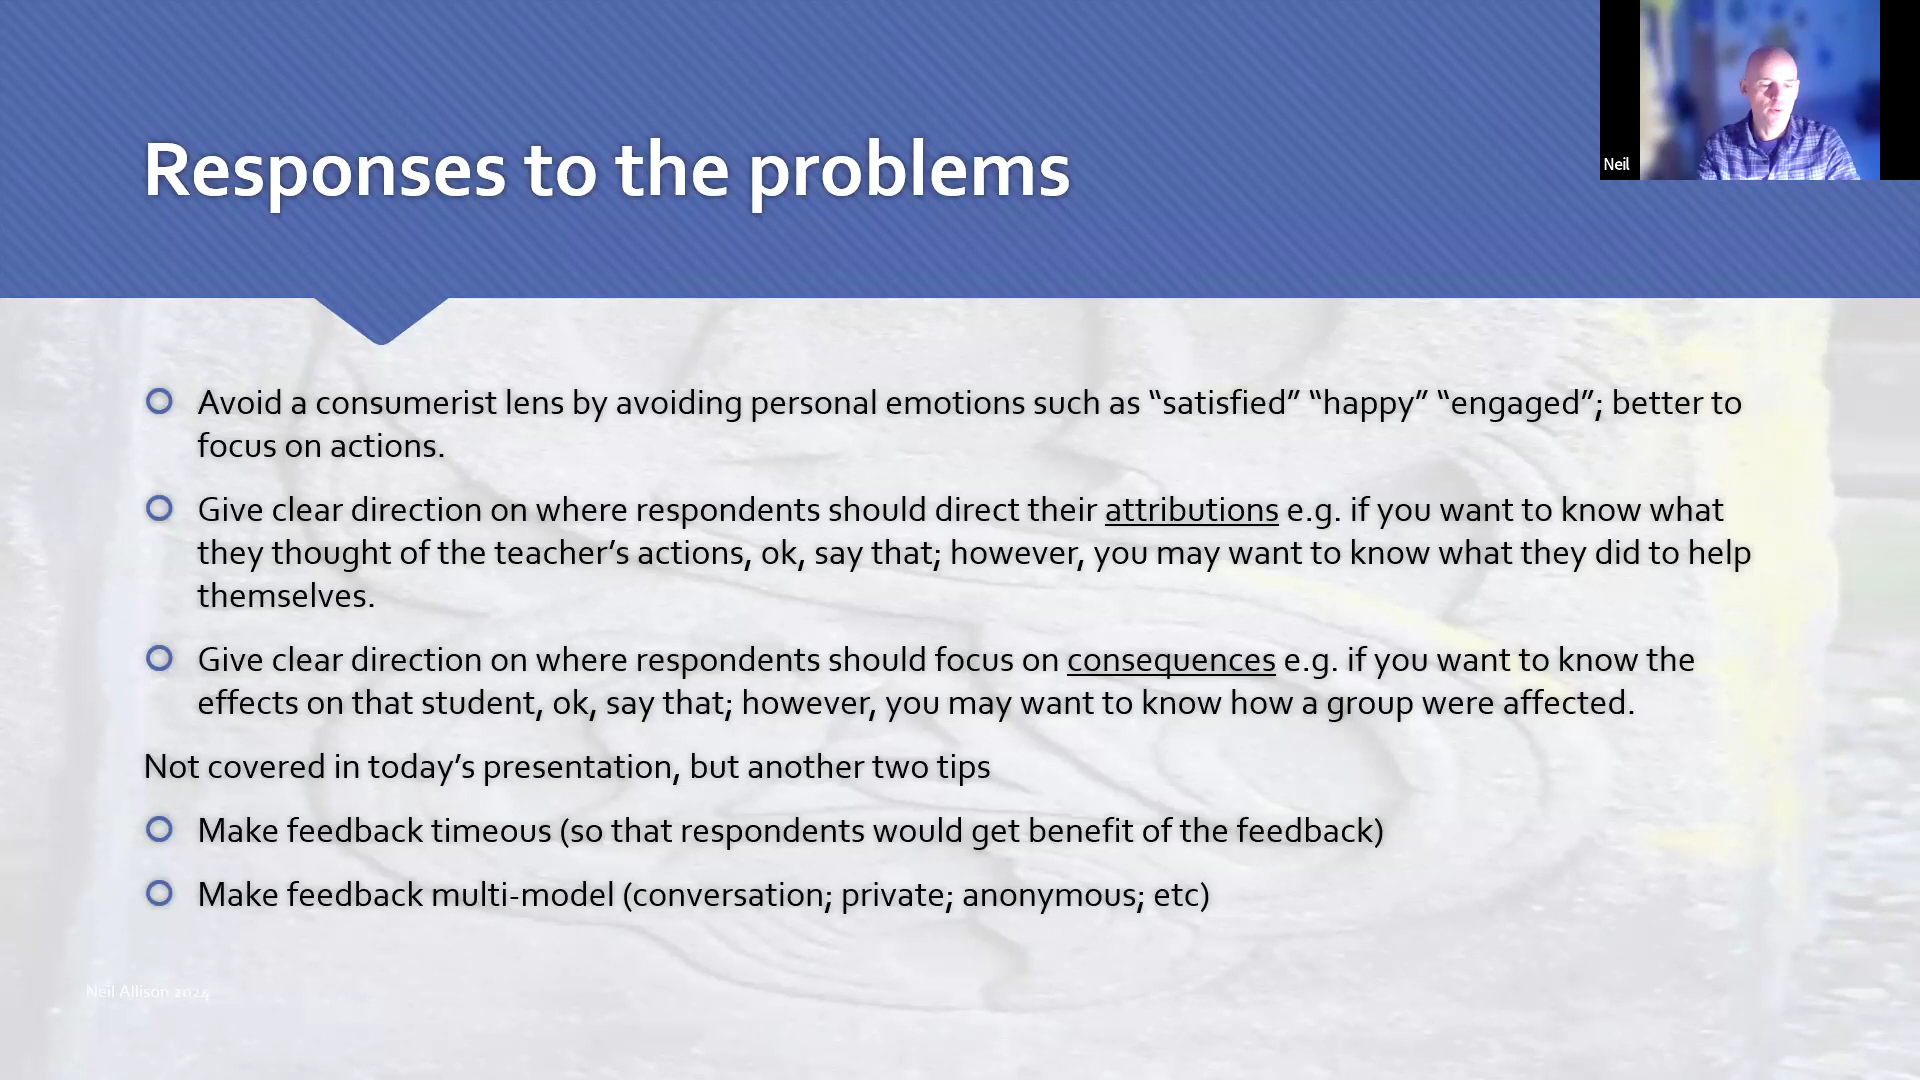 Responses to the problems
Neil
Avoid a consumerist lens by avoiding personal emotions such as “satisfied” “happy” “engaged”; better to
focus on actions.
Give clear direction on where respondents should direct their attributions e.g. if you want to know what
they thought of the teacher’s actions, ok, say that; however, you may want to know what they did to help
themselves.
Give clear direction on where respondents should focus on consequences e.g. if you want to know the
effects on that student, ok, say that; however, you may want to know how a group were affected.
Not covered in today’s presentation, but another two tips
Make feedback timeous (so that respondents would get benefit of the feedback)
Make feedback multi-model (conversation; private; anonymous; etc)
Neil Allison 2024